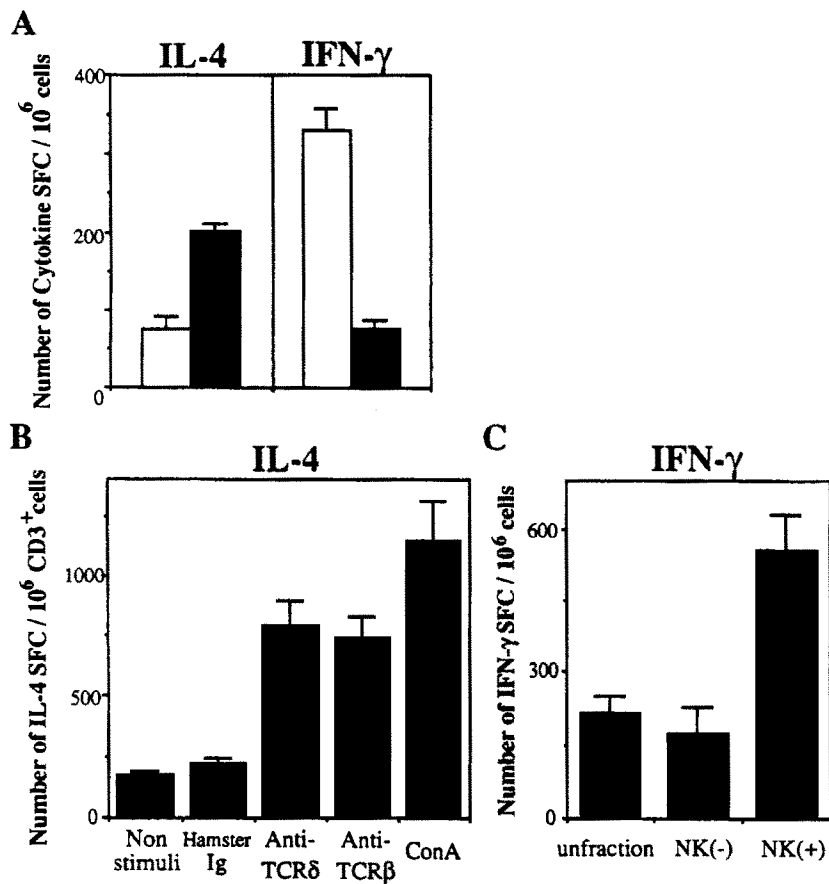 A
IL-4
IFN-γ
Number of Cytokine SFC / 10⁶ cells
400
200
0
B
IL-4
Number of IL-4 SFC / 10⁶ CD3⁺cells
1000
500
0
Non stimuli
Hamster Ig
Anti-TCRδ
Anti-TCRβ
ConA
C
IFN-γ
Number of IFN-γ SFC / 10⁶ cells
600
300
0
unfraction
NK(-)
NK(+)